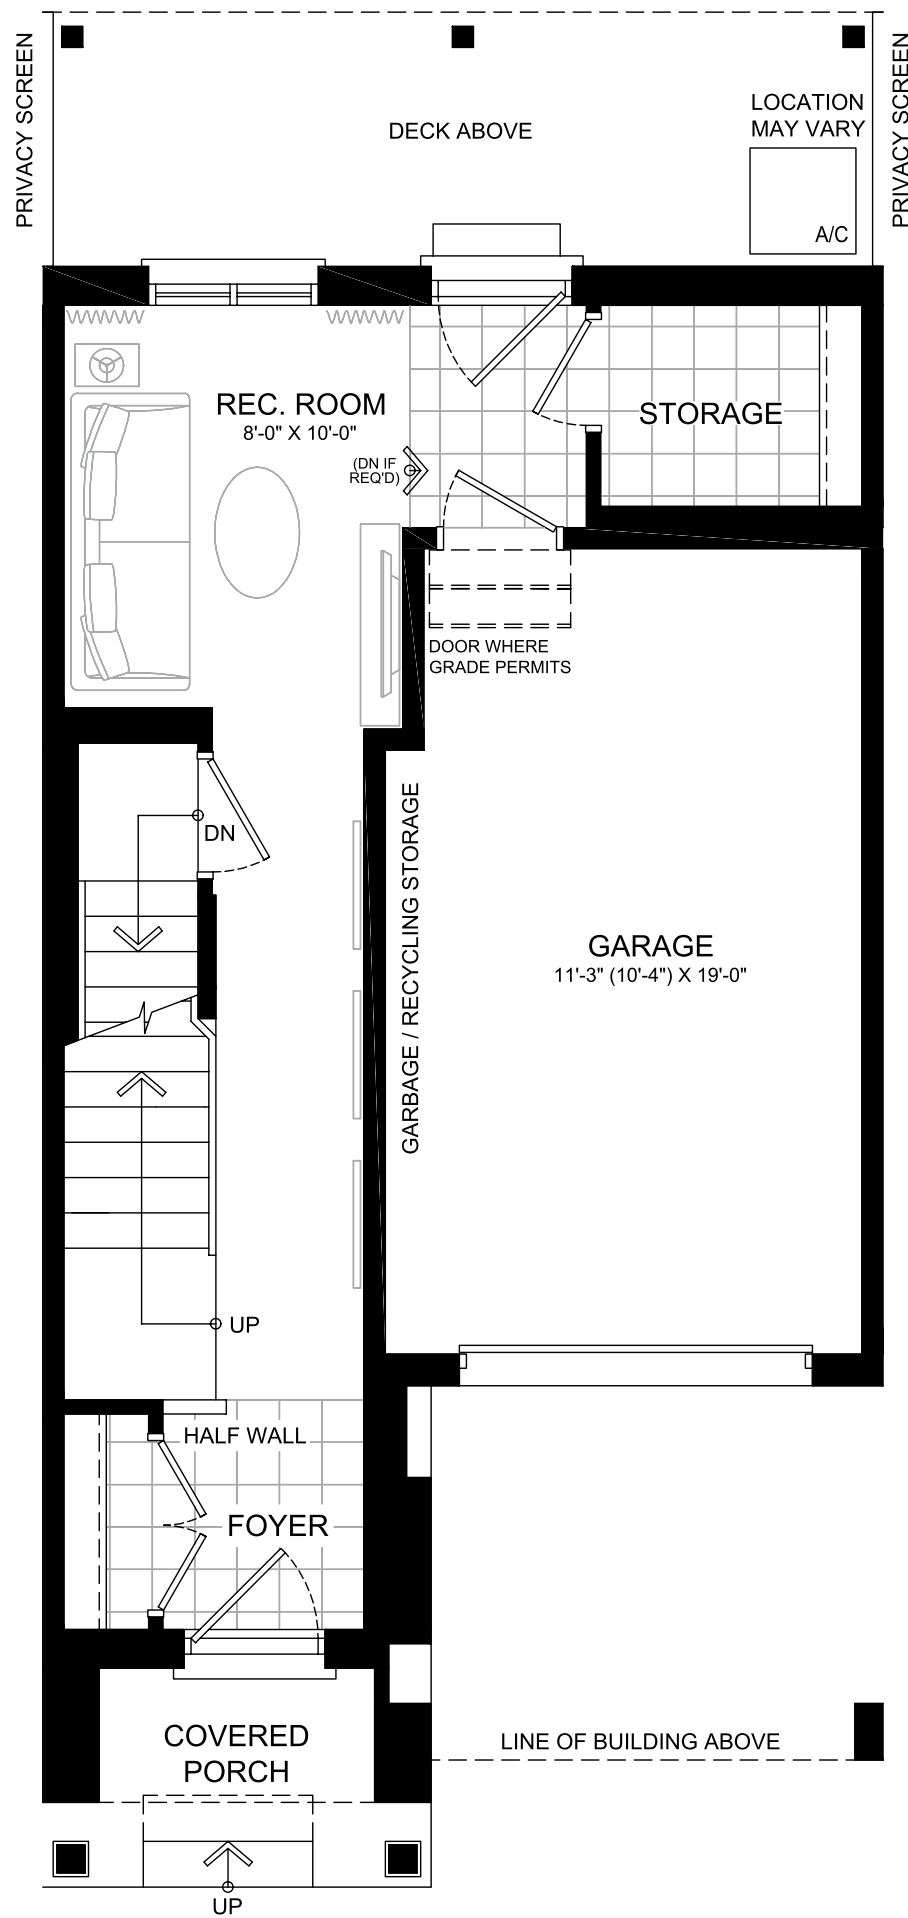 PRIVACY SCREEN
PRIVACY SCREEN
LOCATION
MAY VARY
DECK ABOVE
A/C
REC. ROOM
8'-0" X 10'-0"
STORAGE
(DN IF
REQ'D)
DOOR WHERE
GRADE PERMITS
DN
GARBAGE / RECYCLING STORAGE
GARAGE
11'-3" (10'-4") X 19'-0"
UP
HALF WALL
FOYER
COVERED
PORCH
LINE OF BUILDING ABOVE
UP